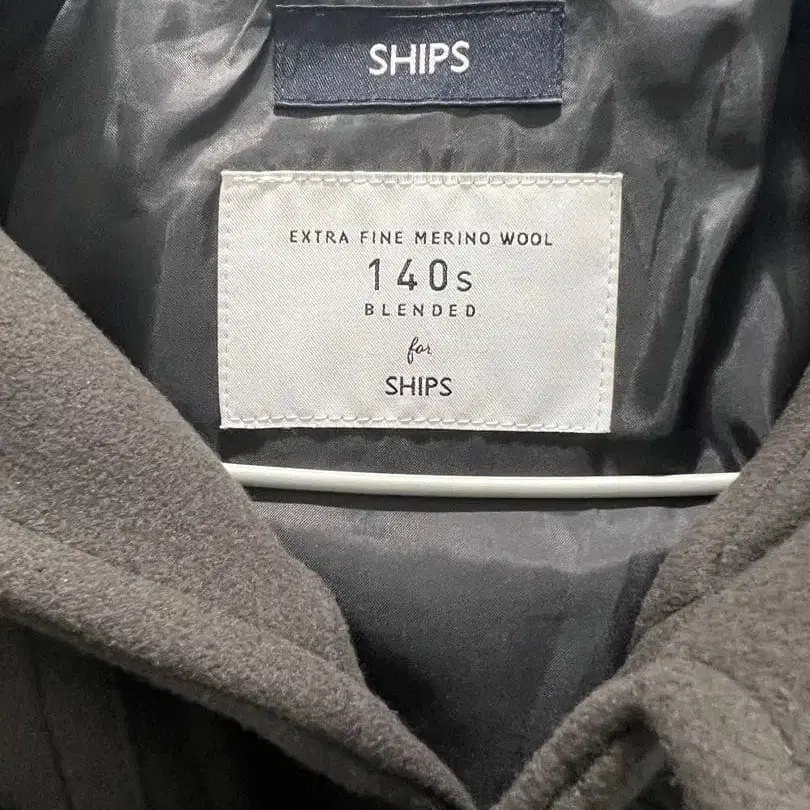 SHIPS
EXTRA FINE MERINO WOOL
140s
BLENDED
for
SHIPS